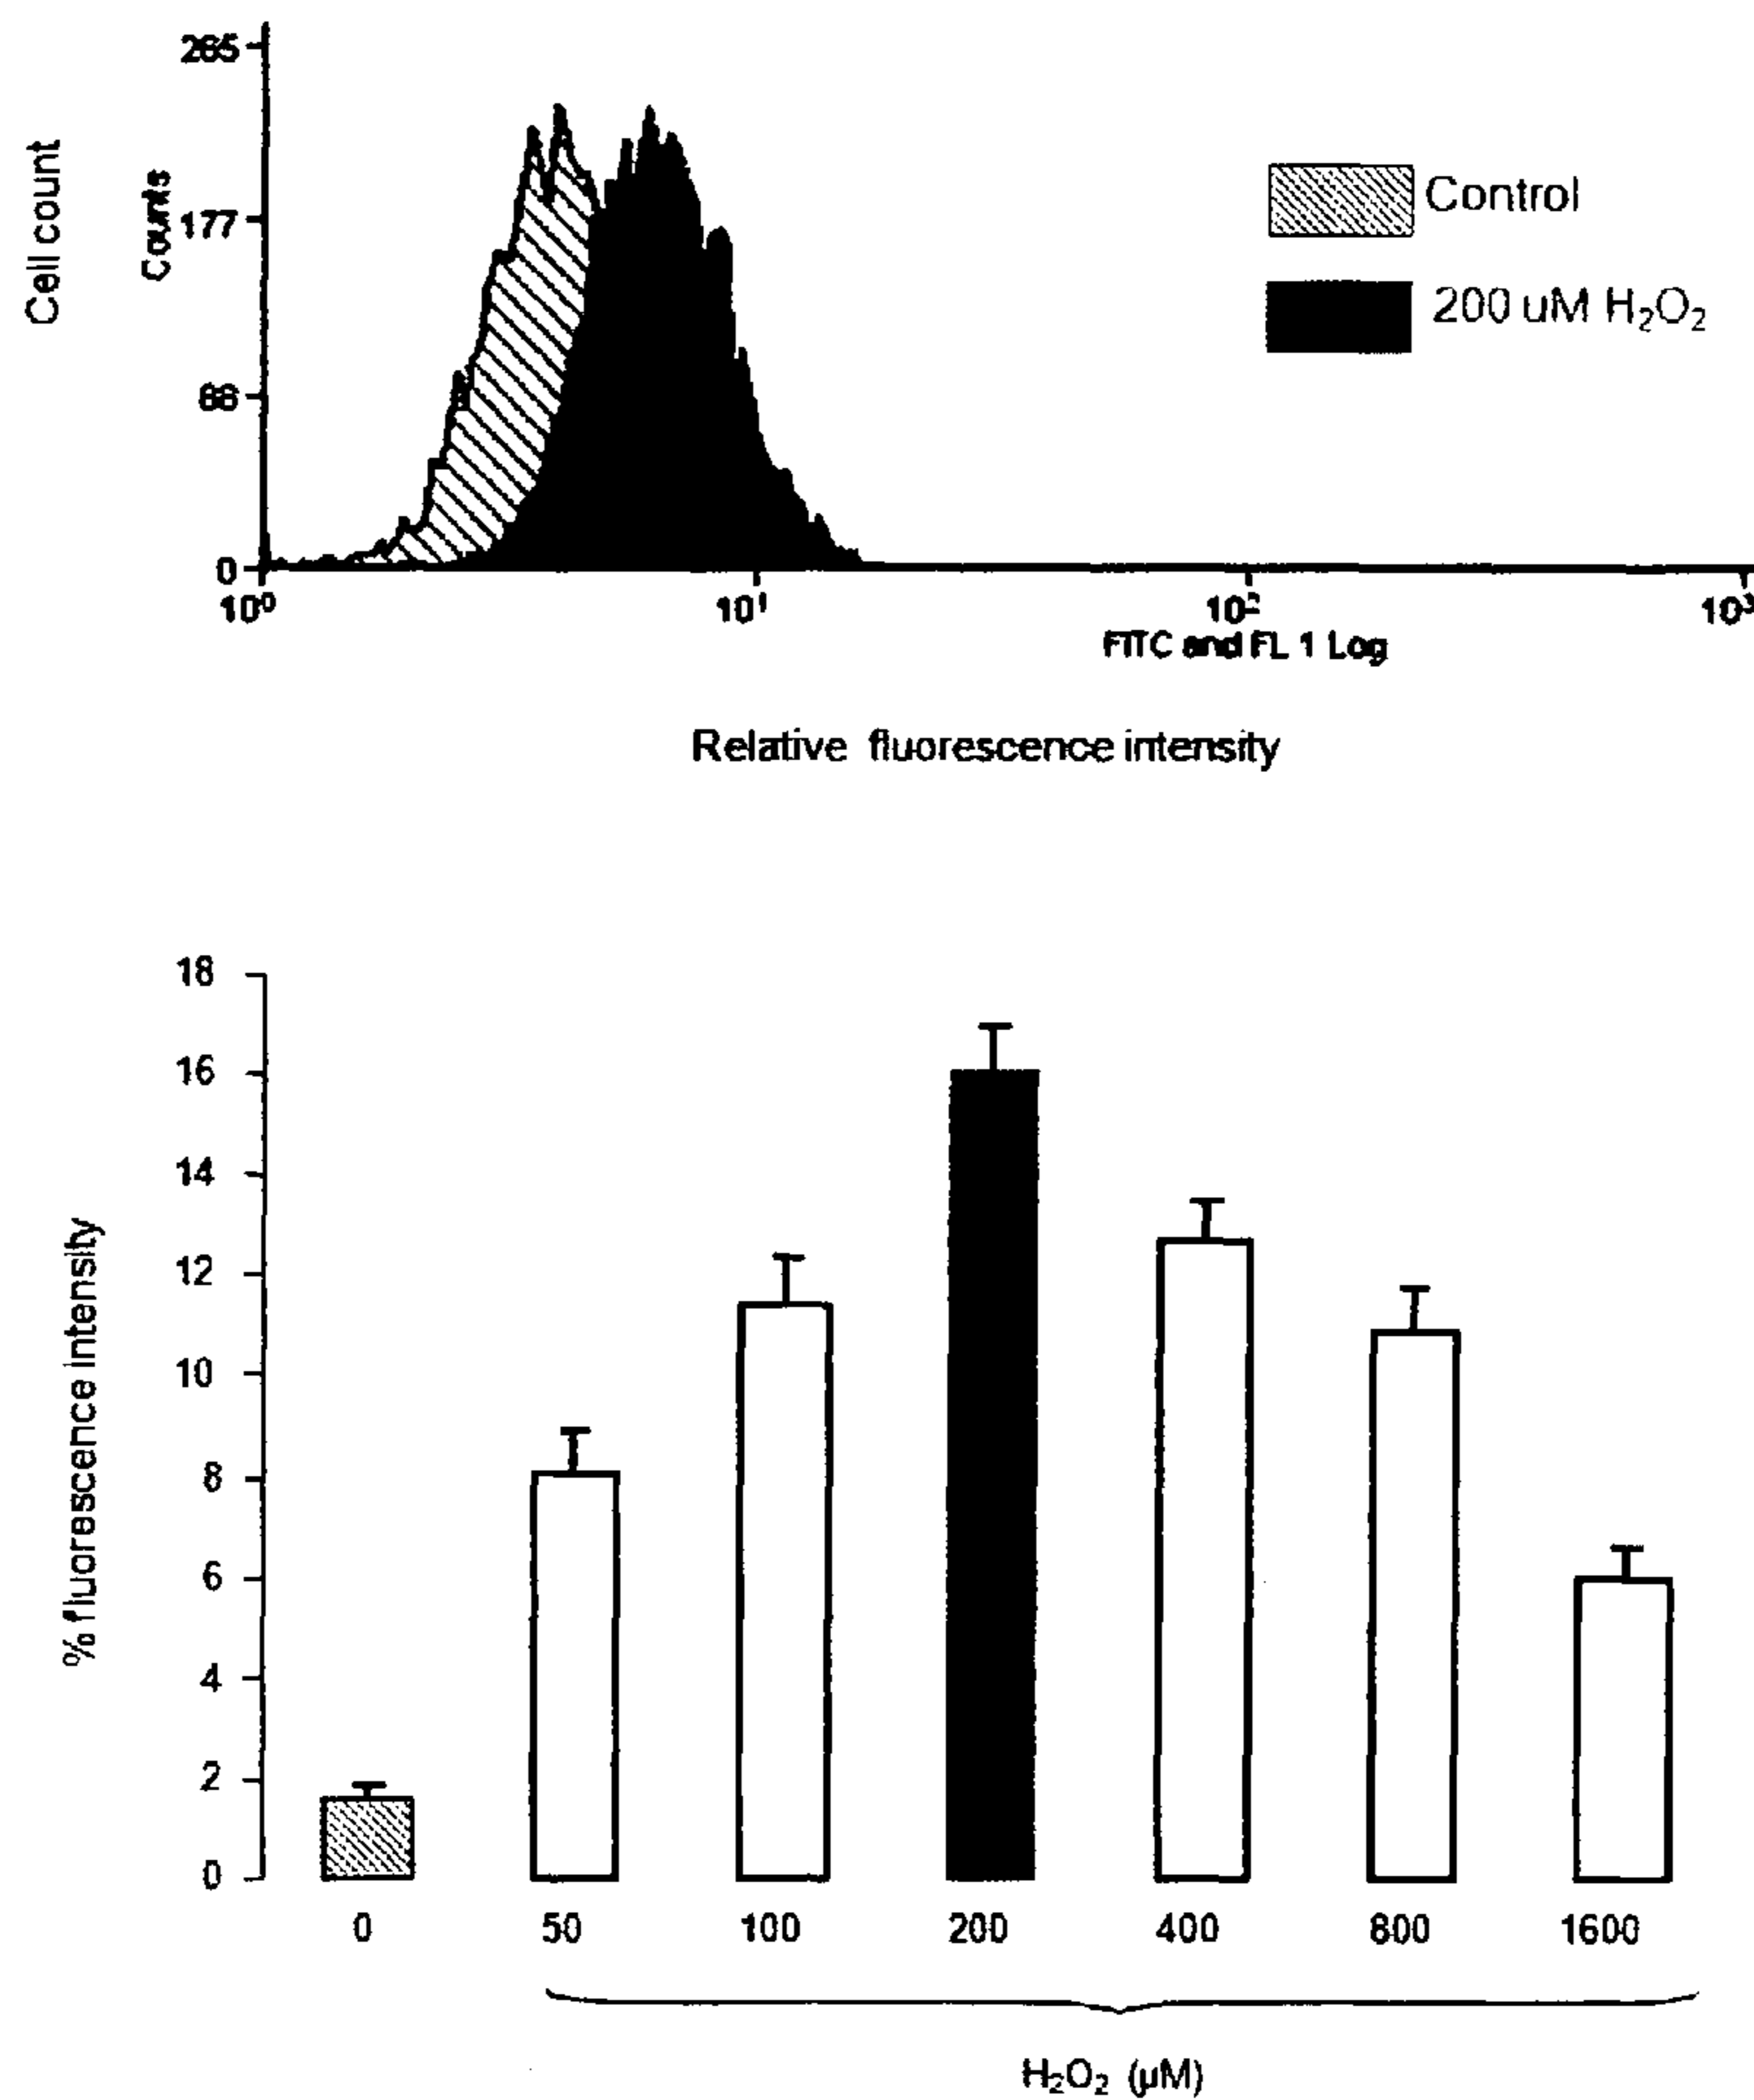 265
Cell count
Counts
177
88
0
10⁰ 10¹ 10² 10³
FITC and FL 1 Log
Relative fluorescence intensity
Control
200 uM H₂O₂
18
16
14
12
10
8
6
4
2
0
% fluorescence intensity
0 50 100 200 400 800 1600
H₂O₂ (µM)